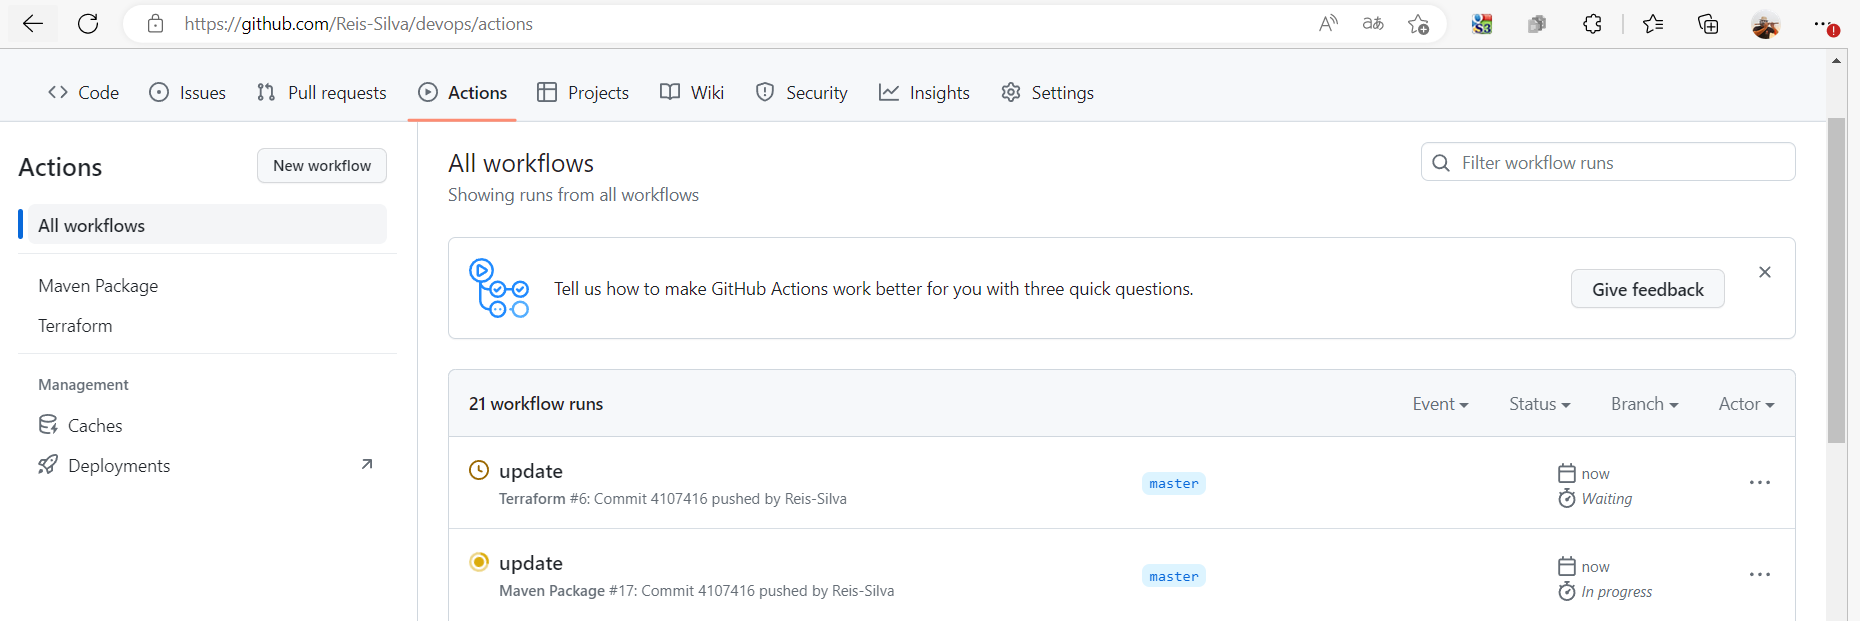 https://github.com/Reis-Silva/devops/actions
Code Issues Pull requests Actions Projects Wiki Security Insights Settings
Actions
New workflow
All workflows
Maven Package
Terraform
Management
Caches
Deployments
All workflows
Showing runs from all workflows
Filter workflow runs
Tell us how to make GitHub Actions work better for you with three quick questions.
Give feedback
21 workflow runs
Event Status Branch Actor
update
Terraform #6: Commit 4107416 pushed by Reis-Silva
master
now
Waiting
update
Maven Package #17: Commit 4107416 pushed by Reis-Silva
master
now
In progress